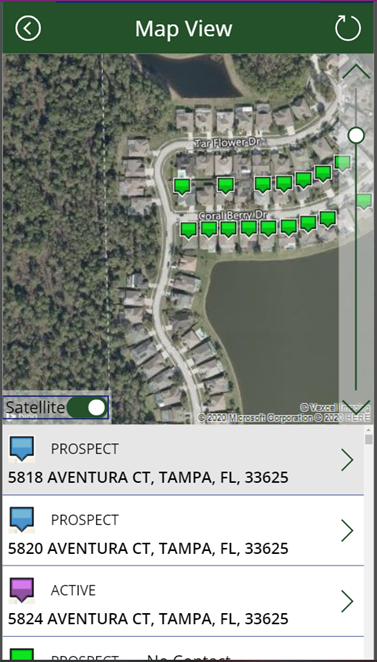 Map View
Tar Flower Dr
Coral Berry Dr
Satellite
© Vexcel Imaging
© 2020 Microsoft Corporation © 2020 HERE
PROSPECT
5818 AVENTURA CT, TAMPA, FL, 33625
PROSPECT
5820 AVENTURA CT, TAMPA, FL, 33625
ACTIVE
5824 AVENTURA CT, TAMPA, FL, 33625
PROSPECT No Contact